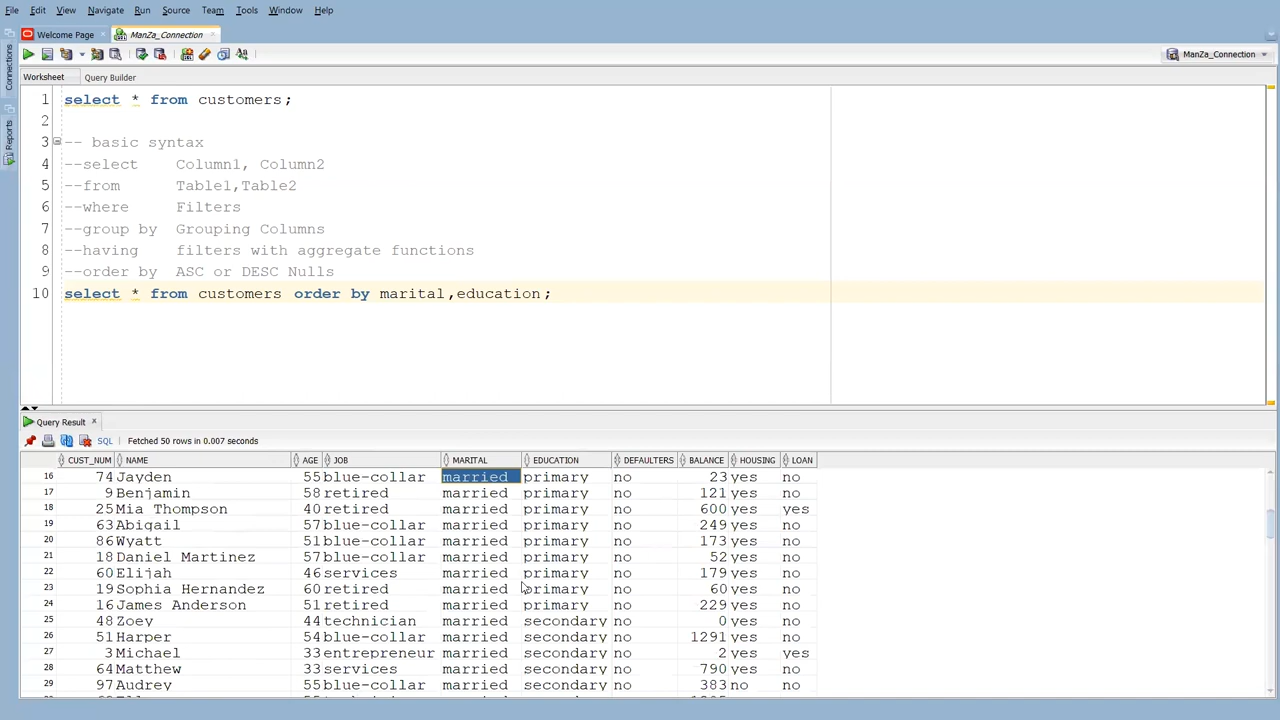 File Edit View Navigate Run Source Team Tools Window Help
Welcome Page ManZa_Connection
ManZa_Connection
Connections
Reports
Worksheet Query Builder
1 select * from customers;
2
3 -- basic syntax
4 --select Column1, Column2
5 --from Table1,Table2
6 --where Filters
7 --group by Grouping Columns
8 --having filters with aggregate functions
9 --order by ASC or DESC Nulls
10 select * from customers order by marital,education;
Query Result
SQL Fetched 50 rows in 0.007 seconds
CUST_NUM NAME AGE JOB MARITAL EDUCATION DEFAULTERS BALANCE HOUSING LOAN
16 74 Jayden 55 blue-collar married primary no 23 yes no
17 9 Benjamin 58 retired married primary no 121 yes no
18 25 Mia Thompson 40 retired married primary no 600 yes yes
19 63 Abigail 57 blue-collar married primary no 249 yes no
20 86 Wyatt 51 blue-collar married primary no 173 yes no
21 18 Daniel Martinez 57 blue-collar married primary no 52 yes no
22 60 Elijah 46 services married primary no 179 yes no
23 19 Sophia Hernandez 60 retired married primary no 60 yes no
24 16 James Anderson 51 retired married primary no 229 yes no
25 48 Zoey 44 technician married secondary no 0 yes no
26 51 Harper 54 blue-collar married secondary no 1291 yes no
27 3 Michael 33 entrepreneur married secondary no 2 yes yes
28 64 Matthew 33 services married secondary no 790 yes no
29 97 Audrey 55 blue-collar married secondary no 383 no no